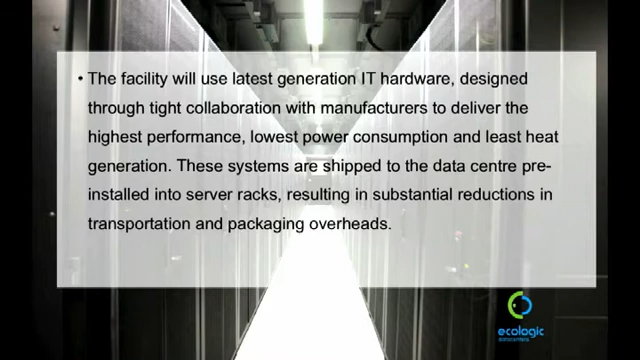 • The facility will use latest generation IT hardware, designed
through tight collaboration with manufacturers to deliver the
highest performance, lowest power consumption and least heat
generation. These systems are shipped to the data centre pre-
installed into server racks, resulting in substantial reductions in
transportation and packaging overheads.
ecologic
datacentres